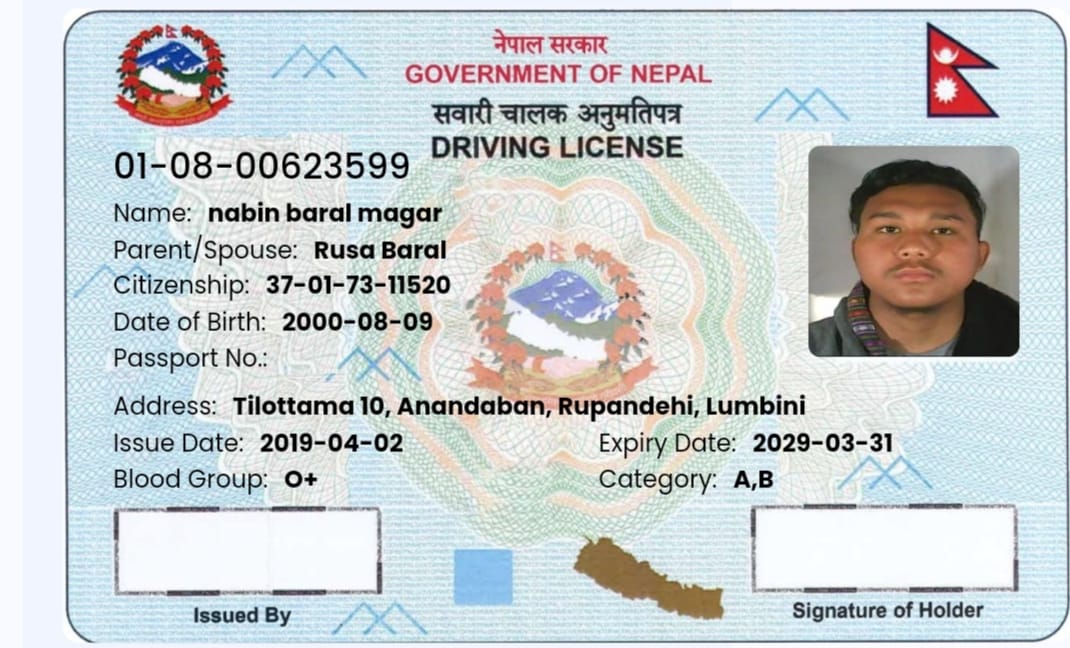 नेपाल सरकार
GOVERNMENT OF NEPAL
सवारी चालक अनुमतिपत्र
DRIVING LICENSE
01-08-00623599
Name: nabin baral magar
Parent/Spouse: Rusa Baral
Citizenship: 37-01-73-11520
Date of Birth: 2000-08-09
Passport No.:
Address: Tilottama 10, Anandaban, Rupandehi, Lumbini
Issue Date: 2019-04-02 Expiry Date: 2029-03-31
Blood Group: O+ Category: A,B
Issued By Signature of Holder